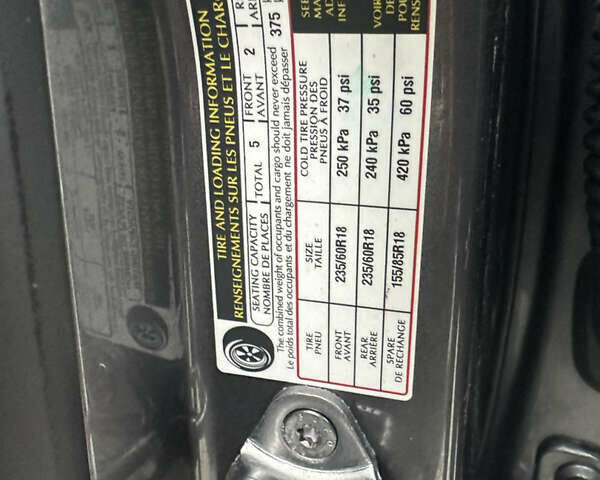 TIRE AND LOADING INFORMATION
RENSEIGNEMENTS SUR LES PNEUS ET LE CHARG
SEATING CAPACITY
NOMBRE DE PLACES
TOTAL 5
FRONT
AVANT 2
The combined weight of occupants and cargo should never exceed 375
Le poids total des occupants et du chargement ne doit jamais dépasser
TIRE
PNEU
SIZE
TAILLE
COLD TIRE PRESSURE
PRESSION DES
PNEUS À FROID
FRONT
AVANT
235/60R18
250 kPa 37 psi
REAR
ARRIÈRE
235/60R18
240 kPa 35 psi
SPARE
DE RECHANGE
155/85R18
420 kPa 60 psi